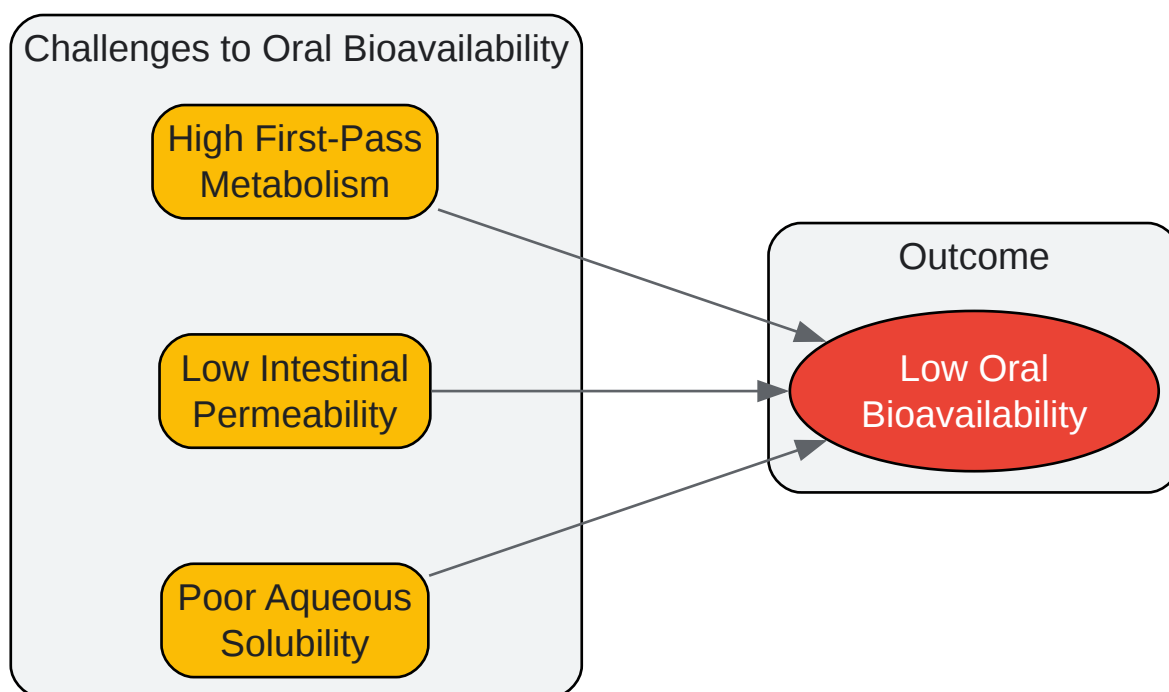 Challenges to Oral Bioavailability
High First-Pass
Metabolism
Low Intestinal
Permeability
Poor Aqueous
Solubility
Outcome
Low Oral
Bioavailability